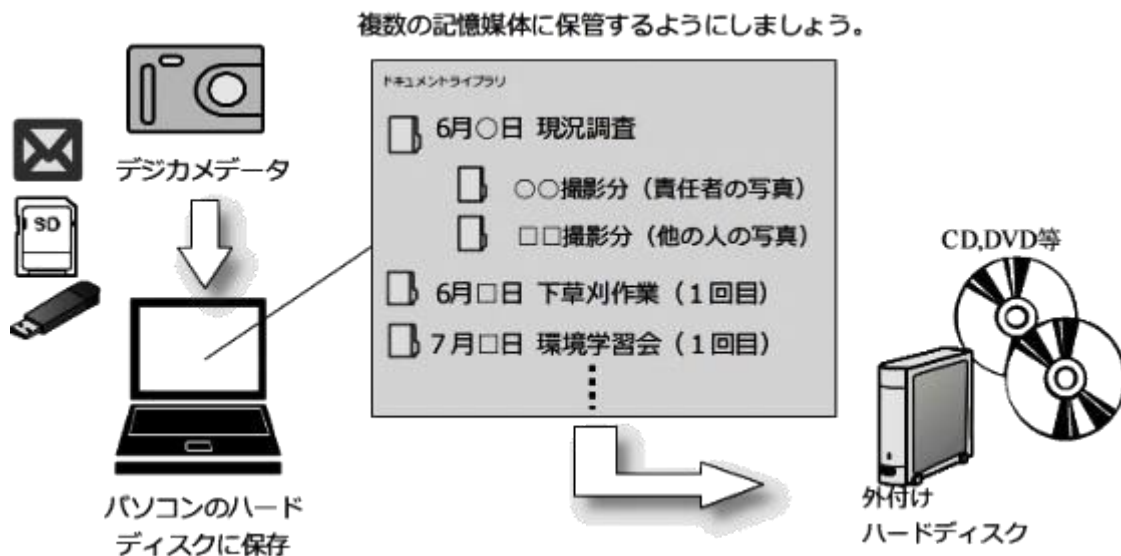 複数の記憶媒体に保管するようにしましょう。
ドキュメントライブラリ
6月○日 現況調査
○○撮影分（責任者の写真）
□□撮影分（他の人の写真）
6月□日 下草刈作業（１回目）
７月□日 環境学習会（１回目）
デジカメデータ
SD
パソコンのハード
ディスクに保存
CD,DVD等
外付け
ハードディスク